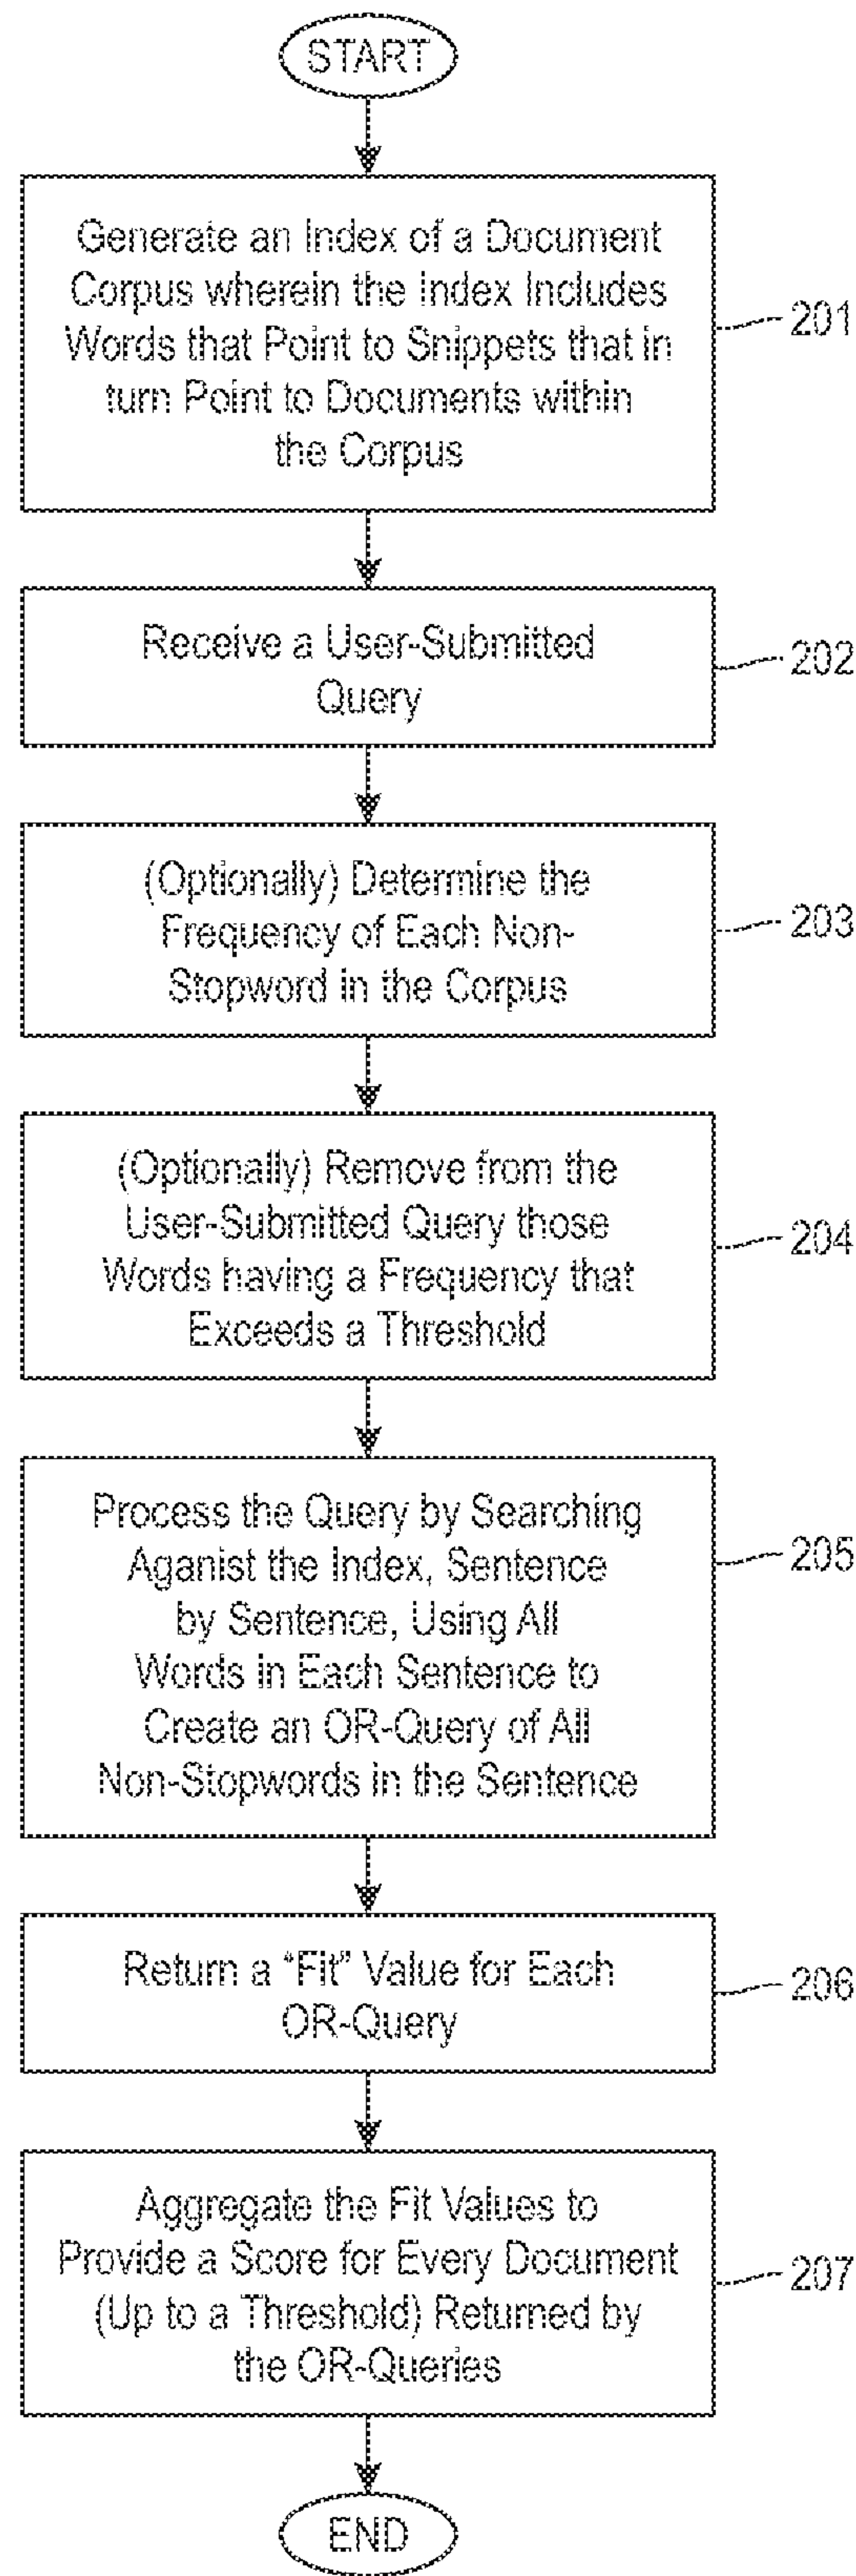 START
Generate an Index of a Document
Corpus wherein the Index Includes
Words that Point to Snippets that in
turn Point to Documents within
the Corpus
201
Receive a User-Submitted
Query
202
(Optionally) Determine the
Frequency of Each Non-
Stopword in the Corpus
203
(Optionally) Remove from the
User-Submitted Query those
Words having a Frequency that
Exceeds a Threshold
204
Process the Query by Searching
Aganist the Index, Sentence
by Sentence, Using All
Words in Each Sentence to
Create an OR-Query of All
Non-Stopwords in the Sentence
205
Return a “Fit” Value for Each
OR-Query
206
Aggregate the Fit Values to
Provide a Score for Every Document
(Up to a Threshold) Returned by
the OR-Queries
207
END